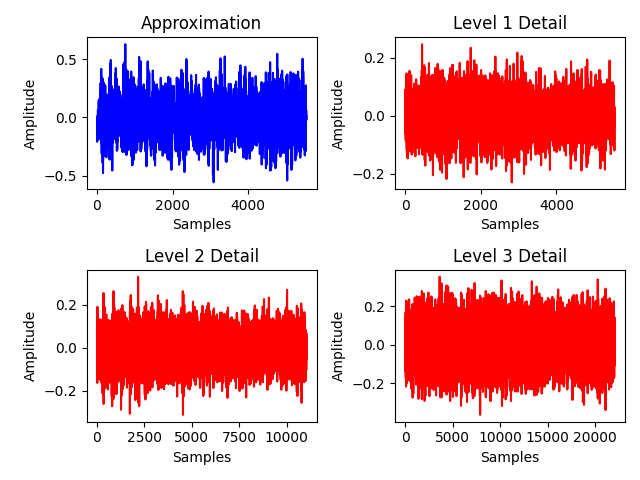 Approximation
Level 1 Detail
Amplitude
0.5
0.0
−0.5
0
2000
4000
Samples
Amplitude
0.2
0.0
−0.2
0
2000
4000
Samples
Level 2 Detail
Level 3 Detail
Amplitude
0.2
0.0
−0.2
0
2500
5000
7500
10000
Samples
Amplitude
0.2
0.0
−0.2
0
5000
10000
15000
20000
Samples